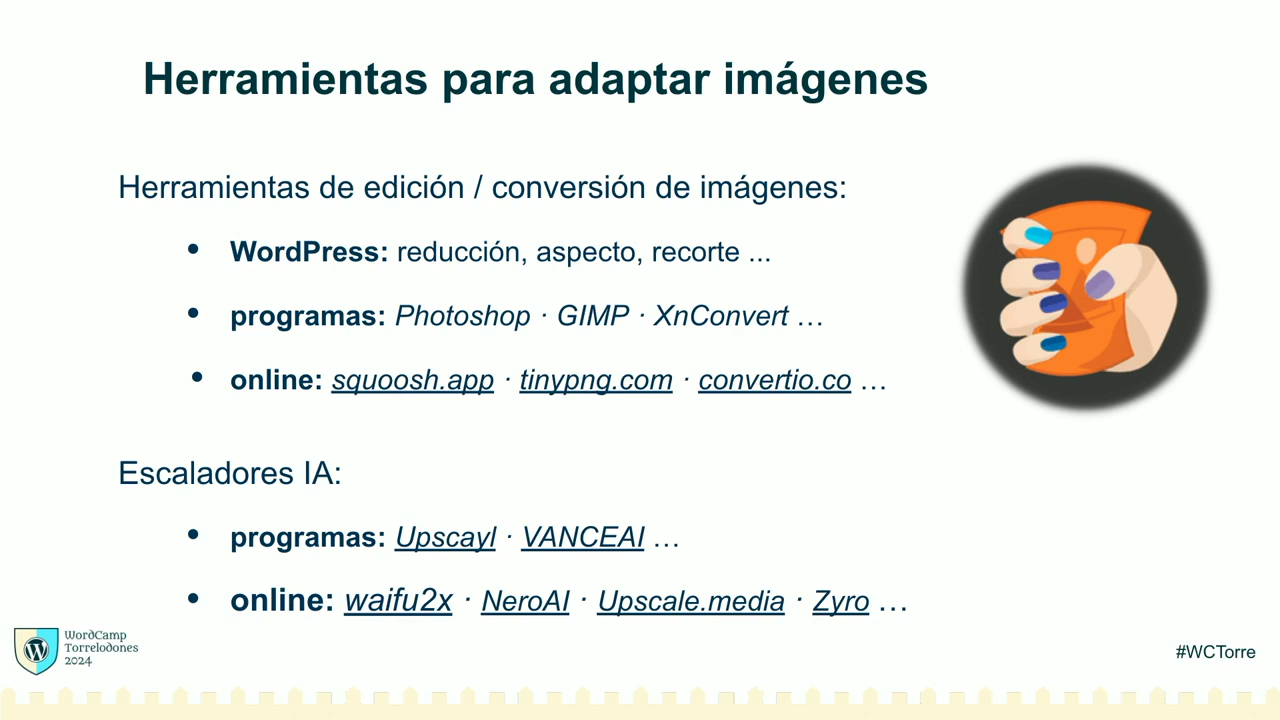 Herramientas para adaptar imágenes
Herramientas de edición / conversión de imágenes:
• WordPress: reducción, aspecto, recorte ...
• programas: Photoshop · GIMP · XnConvert …
• online: squoosh.app · tinypng.com · convertio.co …
Escaladores IA:
• programas: Upscayl · VANCEAI …
• online: waifu2x · NeroAI · Upscale.media · Zyro …
WordCamp
Torrelodones
2024
#WCTorre